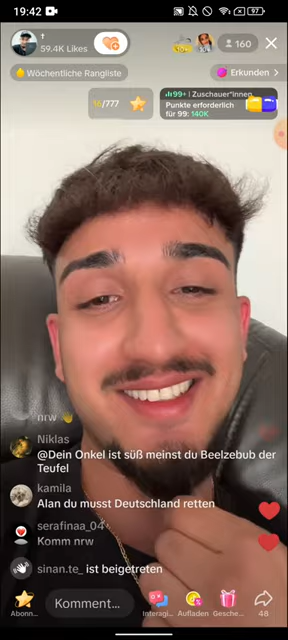 19:42
97
†
59.4K Likes
160
Wöchentliche Rangliste
Erkunden >
16/777
99+ | Zuschauer*innen
Punkte erforderlich
für 99: 140K
nrw 👋
Niklas
@Dein Onkel ist süß meinst du Beelzebub der
Teufel
kamila
Alan du musst Deutschland retten
serafinaa_04
Komm nrw
sinan.te_ ist beigetreten
Abonn...
Komment...
Interagi...
Aufladen
Gesche...
48